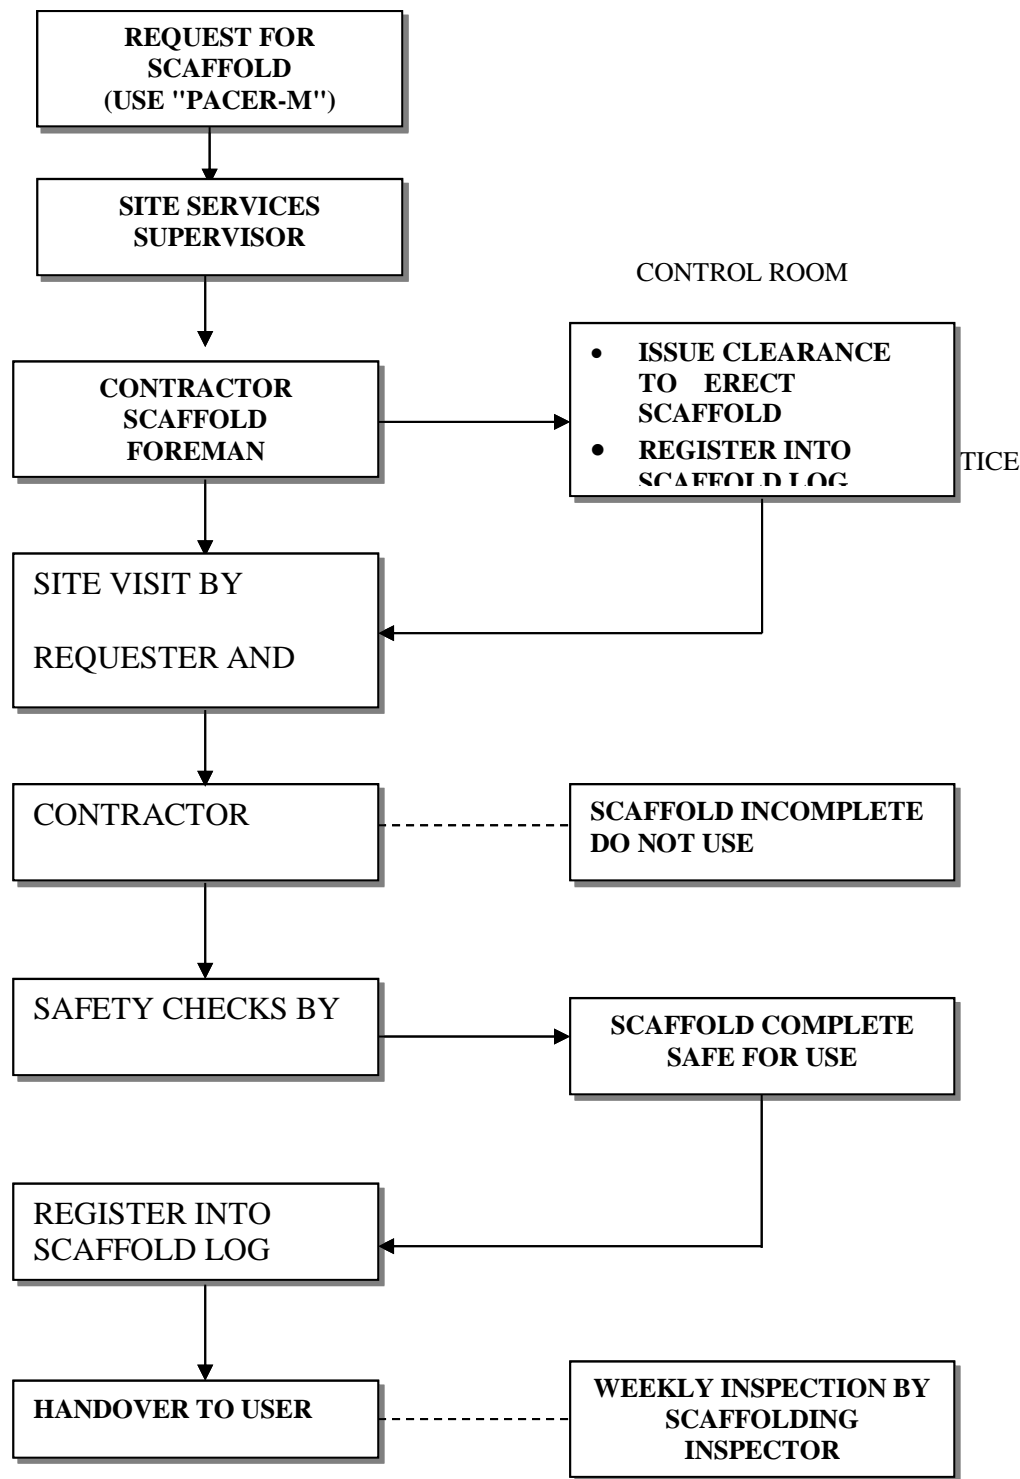 REQUEST FOR
SCAFFOLD
(USE "PACER-M")
SITE SERVICES
SUPERVISOR
CONTROL ROOM
CONTRACTOR
SCAFFOLD
FOREMAN
• ISSUE CLEARANCE
TO ERECT
SCAFFOLD
• REGISTER INTO
SCAFFOLD LOG
TICE
SITE VISIT BY
REQUESTER AND
CONTRACTOR
SCAFFOLD INCOMPLETE
DO NOT USE
SAFETY CHECKS BY
SCAFFOLD COMPLETE
SAFE FOR USE
REGISTER INTO
SCAFFOLD LOG
HANDOVER TO USER
WEEKLY INSPECTION BY
SCAFFOLDING
INSPECTOR